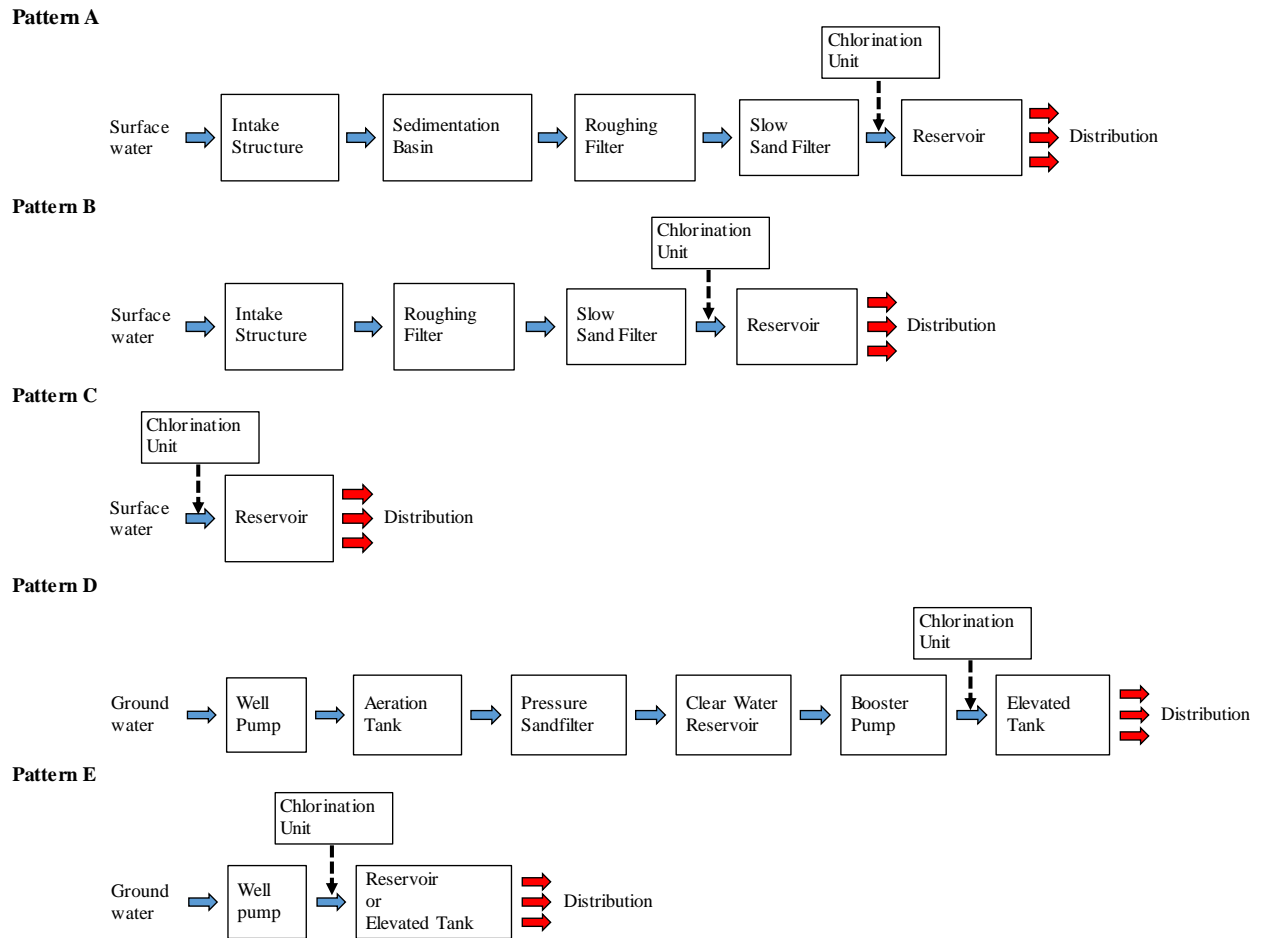 Pattern A
Chlorination
Unit
Surface
water
Intake
Structure
Sedimentation
Basin
Roughing
Filter
Slow
Sand Filter
Reservoir
Distribution
Pattern B
Chlorination
Unit
Surface
water
Intake
Structure
Roughing
Filter
Slow
Sand Filter
Reservoir
Distribution
Pattern C
Chlorination
Unit
Surface
water
Reservoir
Distribution
Pattern D
Chlorination
Unit
Ground
water
Well
Pump
Aeration
Tank
Pressure
Sandfilter
Clear Water
Reservoir
Booster
Pump
Elevated
Tank
Distribution
Pattern E
Chlorination
Unit
Ground
water
Well
pump
Reservoir
or
Elevated Tank
Distribution